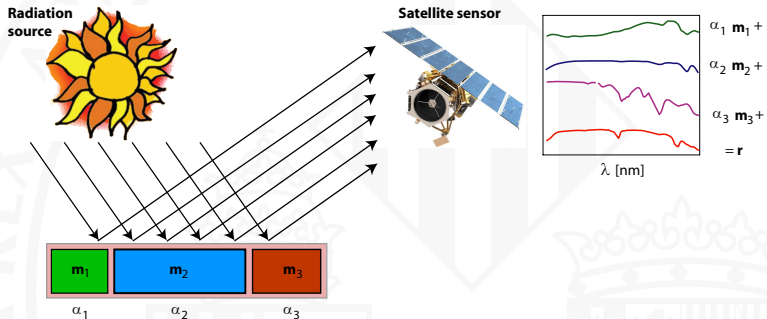 Radiation
source
Satellite sensor
α₁ m₁ +
α₂ m₂ +
α₃ m₃ +
= r
λ [nm]
m₁ m₂ m₃
α₁ α₂ α₃